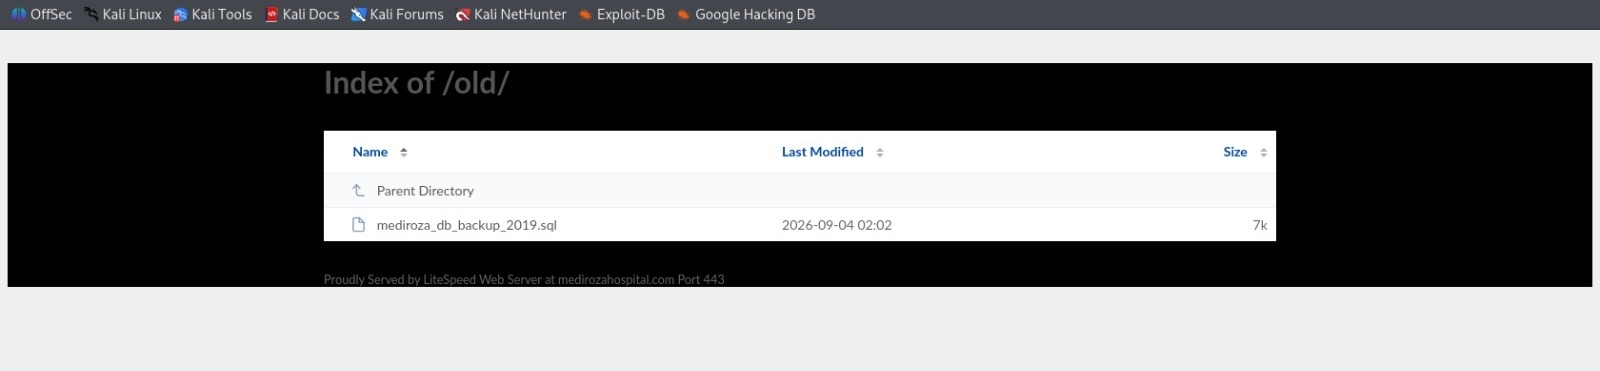 OffSec Kali Linux Kali Tools Kali Docs Kali Forums Kali NetHunter Exploit-DB Google Hacking DB
Index of /old/
Name Last Modified Size
Parent Directory
mediroza_db_backup_2019.sql 2026-09-04 02:02 7k
Proudly Served by LiteSpeed Web Server at medirozahospital.com Port 443